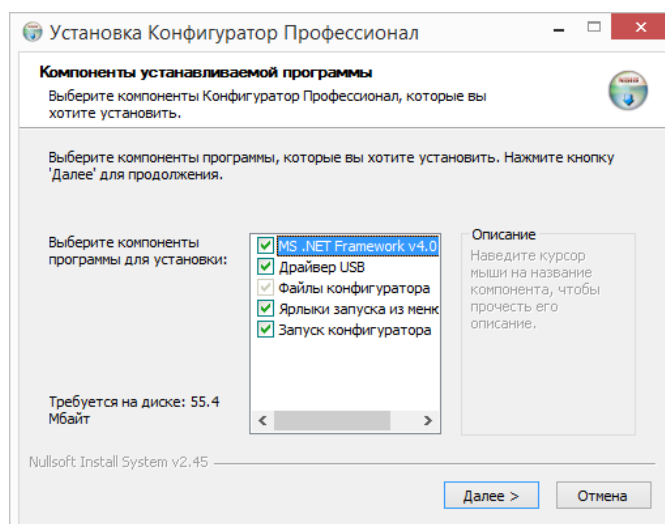 Установка Конфигуратор Профессионал
Компоненты устанавливаемой программы
Выберите компоненты Конфигуратор Профессионал, которые вы
хотите установить.
Выберите компоненты программы, которые вы хотите установить. Нажмите кнопку
'Далее' для продолжения.
Выберите компоненты
программы для установки:
MS .NET Framework v4.0
Драйвер USB
Файлы конфигуратора
Ярлыки запуска из меню
Запуск конфигуратора
Описание
Наведите курсор
мыши на название
компонента, чтобы
прочесть его
описание.
Требуется на диске: 55.4
Мбайт
Nullsoft Install System v2.45
Далее >
Отмена